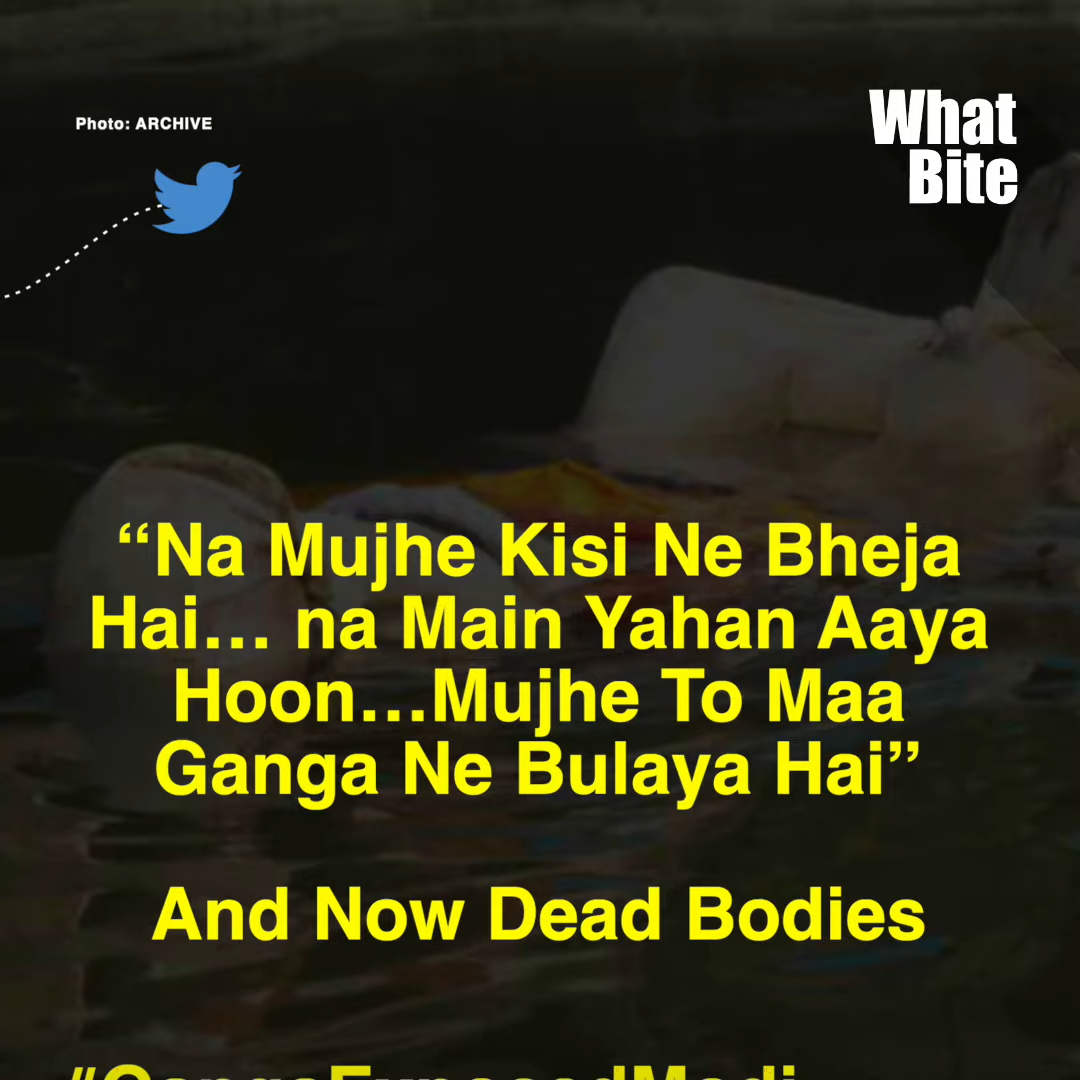 Photo: ARCHIVE
What
Bite
“Na Mujhe Kisi Ne Bheja
Hai... na Main Yahan Aaya
Hoon...Mujhe To Maa
Ganga Ne Bulaya Hai”
And Now Dead Bodies
#GangaExposedModi